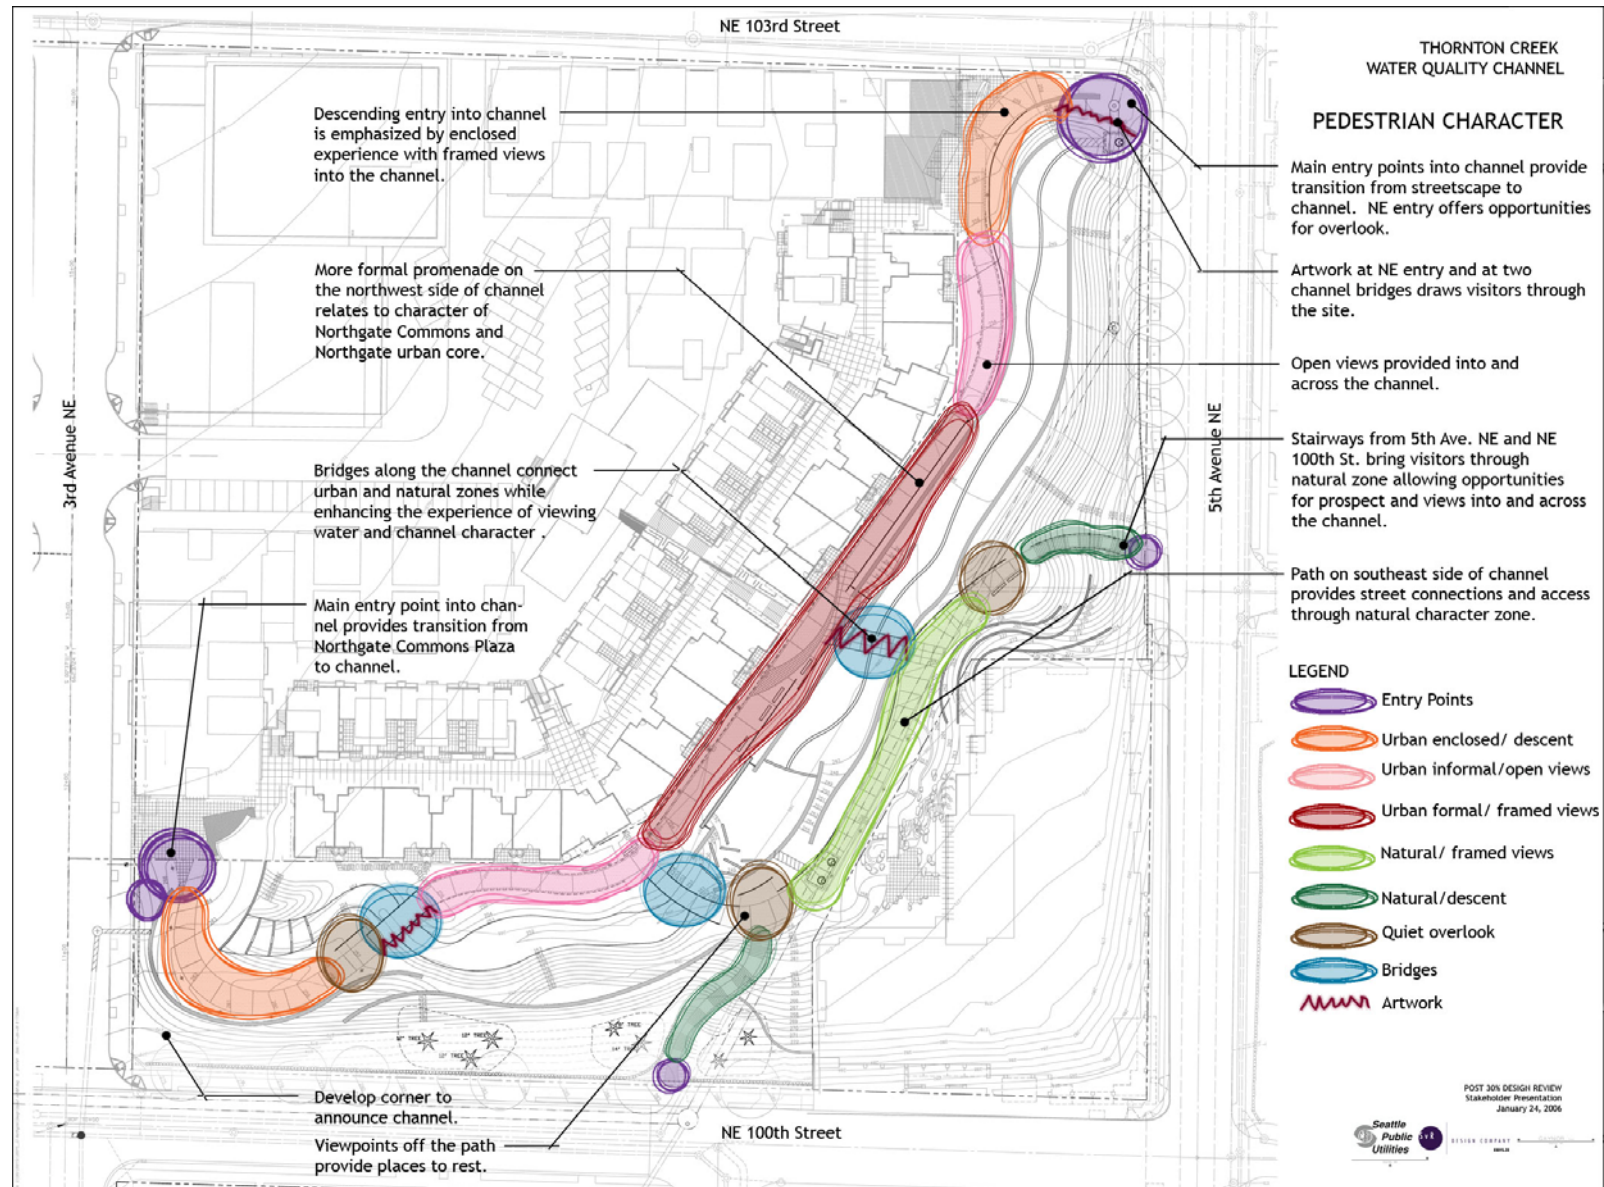 NE 103rd Street
THORNTON CREEK
WATER QUALITY CHANNEL
PEDESTRIAN CHARACTER
Descending entry into channel
is emphasized by enclosed
experience with framed views
into the channel.
Main entry points into channel provide
transition from streetscape to
channel. NE entry offers opportunities
for overlook.
More formal promenade on
the northwest side of channel
relates to character of
Northgate Commons and
Northgate urban core.
Artwork at NE entry and at two
channel bridges draws visitors through
the site.
Open views provided into and
across the channel.
3rd Avenue NE
5th Avenue NE
Stairways from 5th Ave. NE and NE
100th St. bring visitors through
natural zone allowing opportunities
for prospect and views into and across
the channel.
Bridges along the channel connect
urban and natural zones while
enhancing the experience of viewing
water and channel character .
Path on southeast side of channel
provides street connections and access
through natural character zone.
Main entry point into chan-
nel provides transition from
Northgate Commons Plaza
to channel.
LEGEND
Entry Points
Urban enclosed/ descent
Urban informal/open views
Urban formal/ framed views
Natural/ framed views
Natural/descent
Quiet overlook
Bridges
Artwork
12" TREE
12" TREE
12" TREE
Develop corner to
announce channel.
Viewpoints off the path
provide places to rest.
NE 100th Street
POST 30% DESIGN REVIEW
Stakeholder Presentation
January 24, 2006
Seattle
Public
Utilities
SvR
DESIGN COMPANY